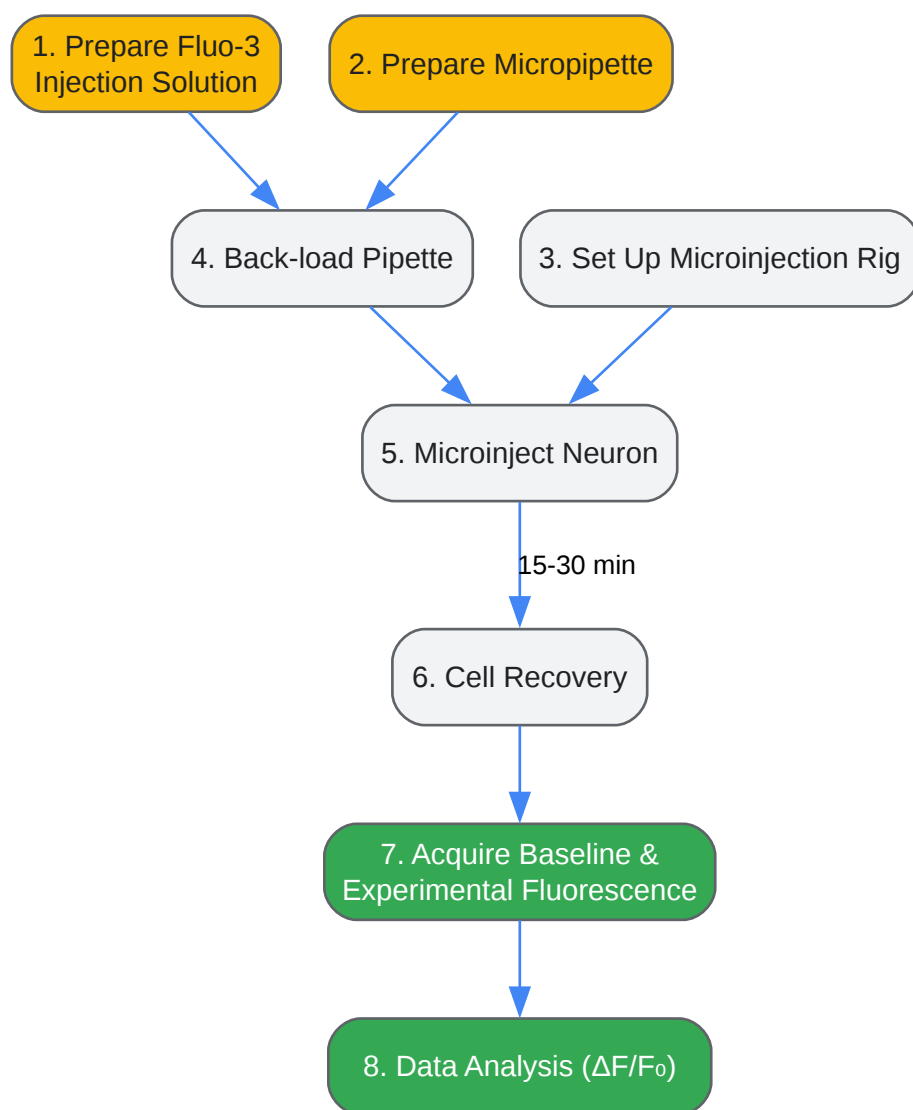 1. Prepare Fluo-3
Injection Solution
2. Prepare Micropipette
4. Back-load Pipette
3. Set Up Microinjection Rig
5. Microinject Neuron
15-30 min
6. Cell Recovery
7. Acquire Baseline &
Experimental Fluorescence
8. Data Analysis (ΔF/F₀)